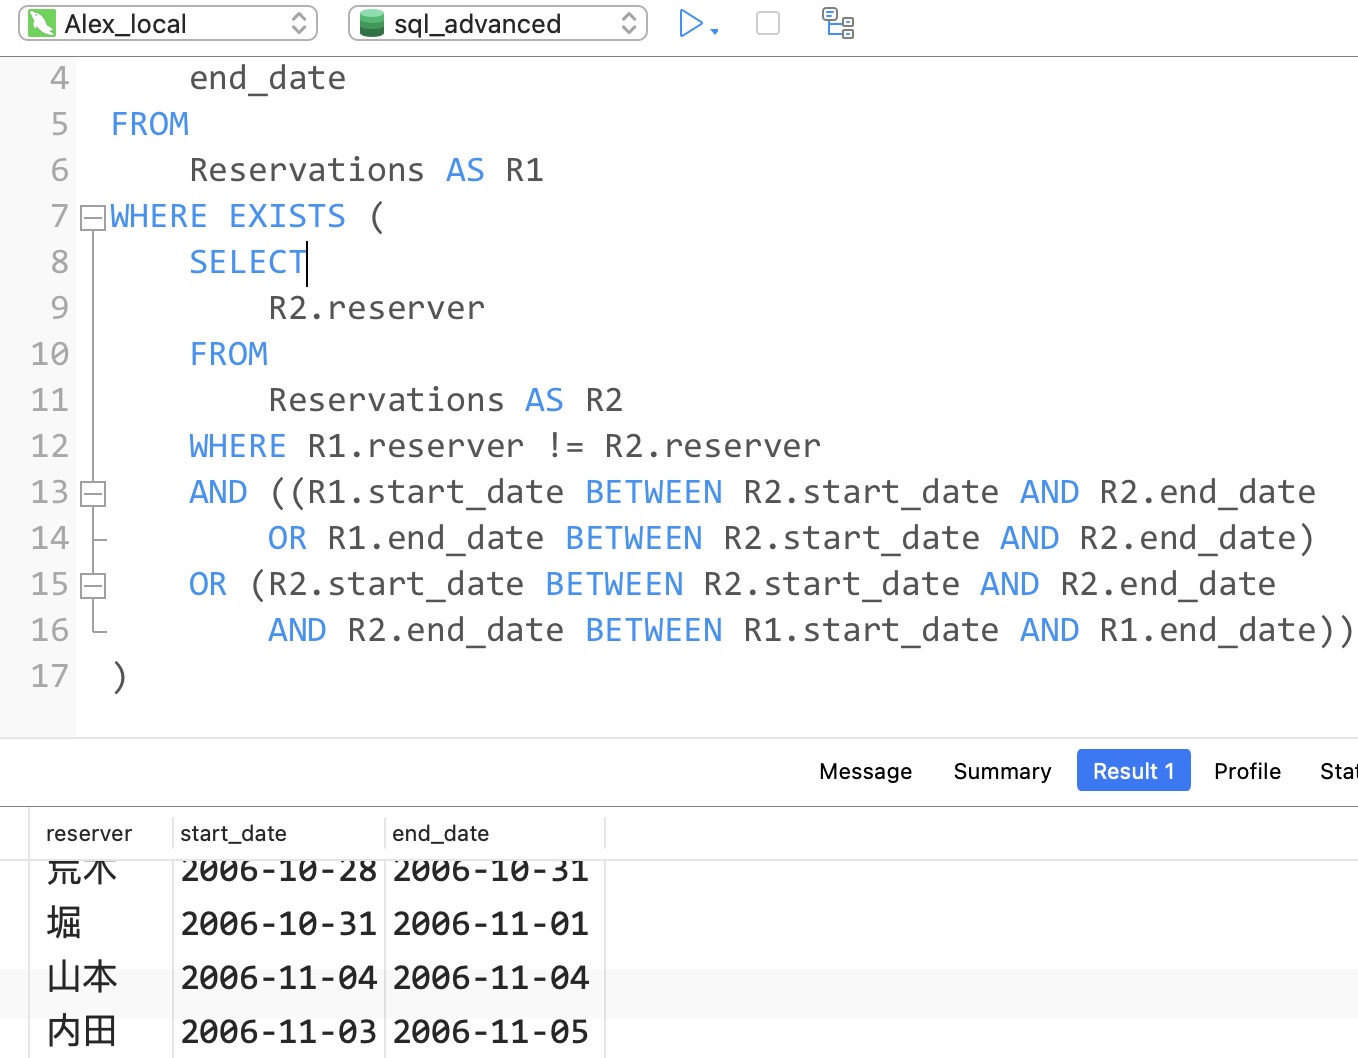 Alex_local sql_advanced
4 end_date
5 FROM
6 Reservations AS R1
7 WHERE EXISTS (
8 SELECT
9 R2.reserver
10 FROM
11 Reservations AS R2
12 WHERE R1.reserver != R2.reserver
13 AND ((R1.start_date BETWEEN R2.start_date AND R2.end_date
14 OR R1.end_date BETWEEN R2.start_date AND R2.end_date)
15 OR (R2.start_date BETWEEN R2.start_date AND R2.end_date
16 AND R2.end_date BETWEEN R1.start_date AND R1.end_date))
17 )
Message Summary Result 1 Profile Stat
reserver start_date end_date
荒木 2006-10-28 2006-10-31
堀 2006-10-31 2006-11-01
山本 2006-11-04 2006-11-04
内田 2006-11-03 2006-11-05